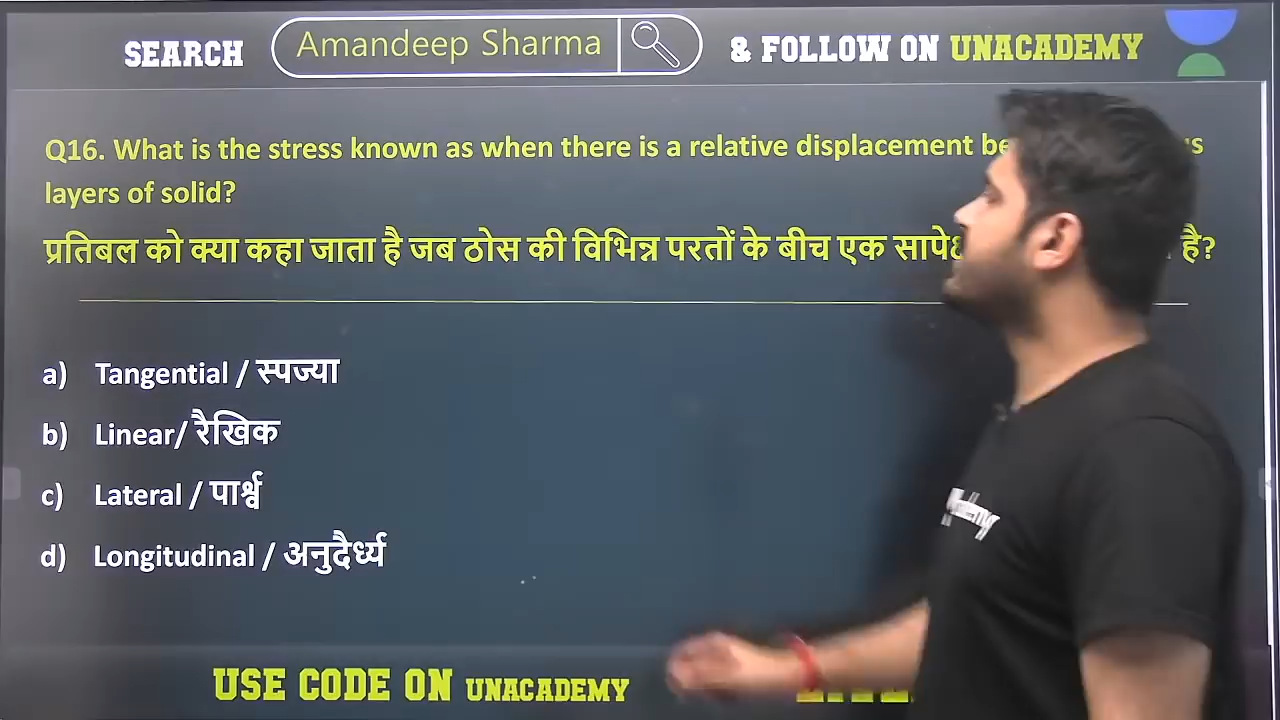 SEARCH Amandeep Sharma & FOLLOW ON UNACADEMY
Q16. What is the stress known as when there is a relative displacement
layers of solid?
प्रतिबल को क्या कहा जाता है जब ठोस की विभिन्न परतों के बीच एक है?
a) Tangential / स्पज्या
b) Linear/ रैखिक
c) Lateral / पार्श्व
d) Longitudinal / अनुदैर्ध्य
USE CODE ON UNACADEMY